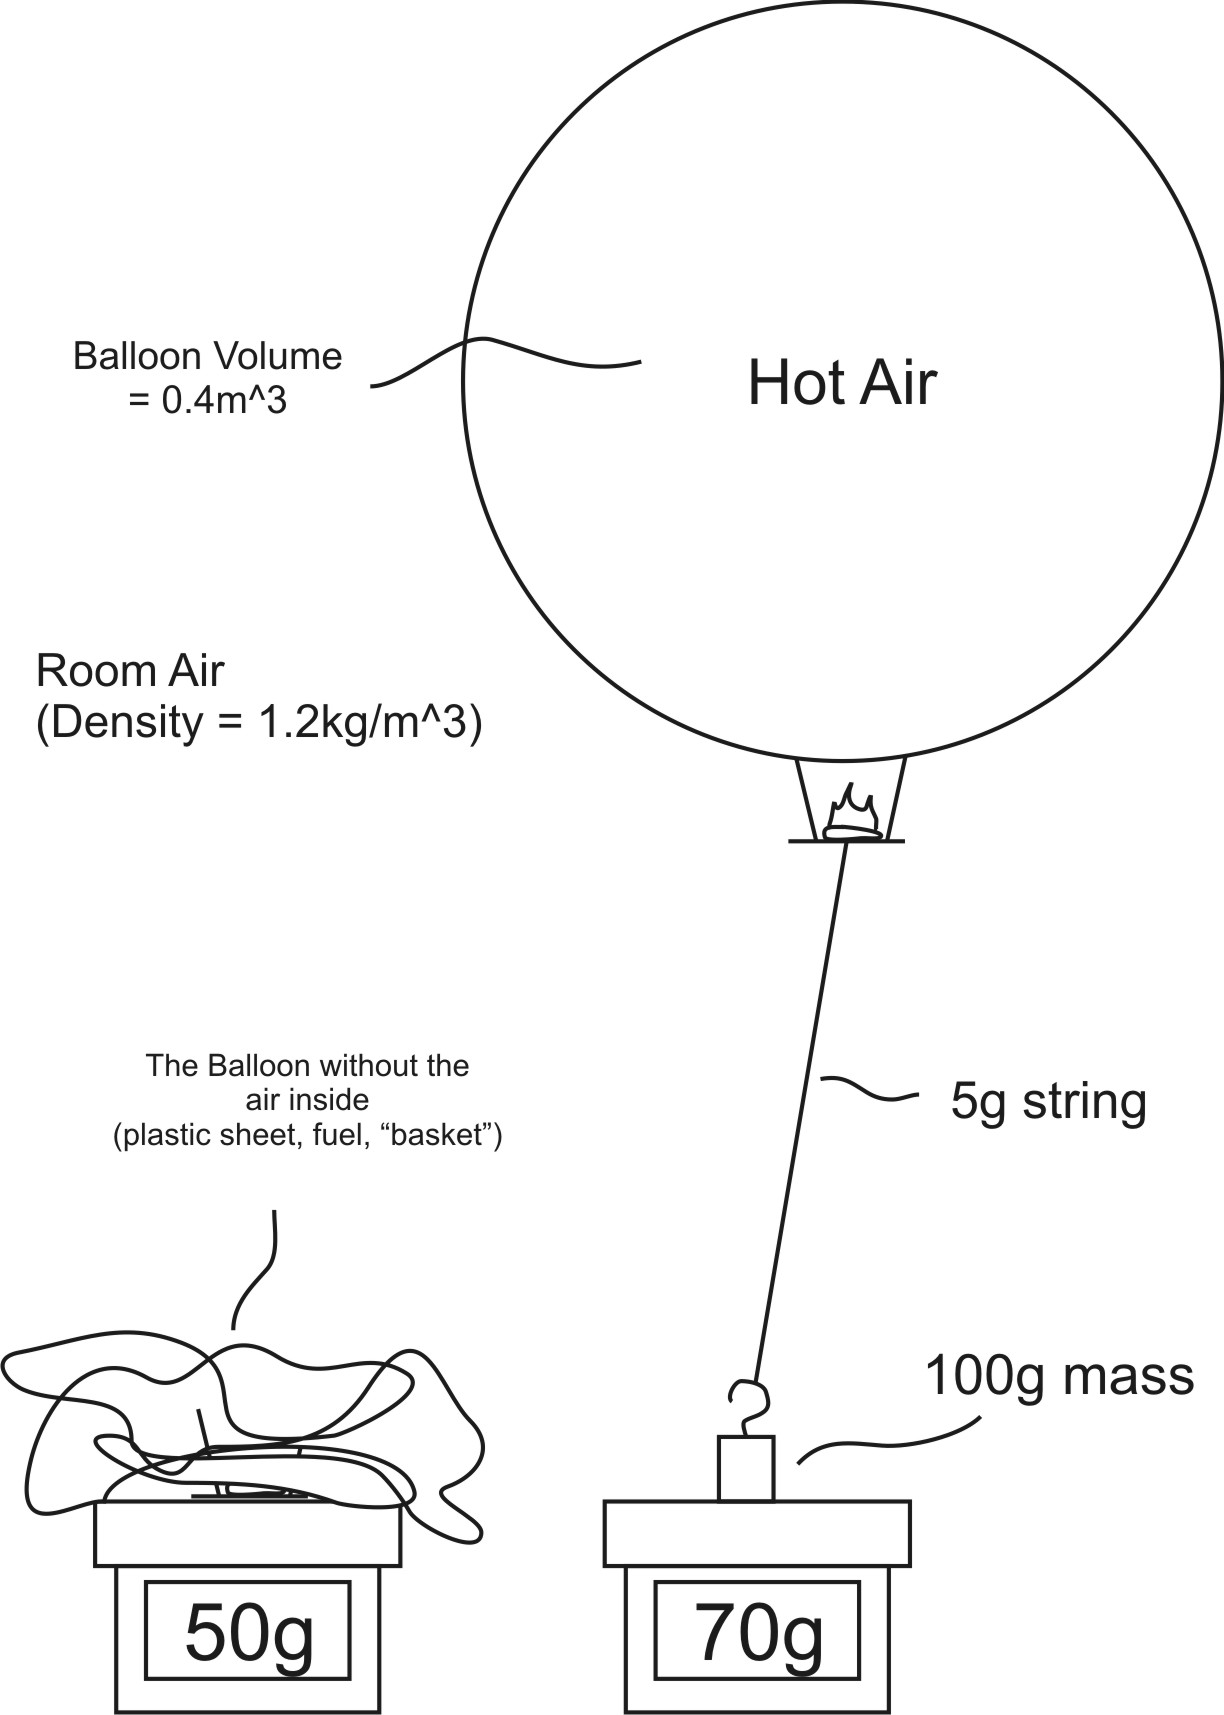 Balloon Volume
= 0.4m^3
Hot Air
Room Air
(Density = 1.2kg/m^3)
The Balloon without the
air inside
(plastic sheet, fuel, “basket”)
5g string
100g mass
50g
70g